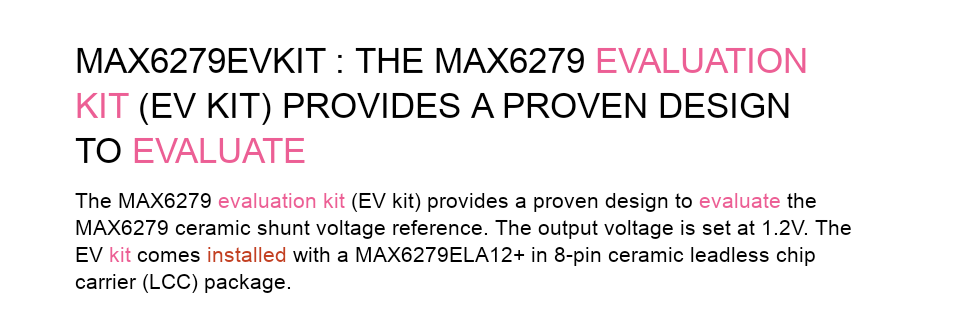 MAX6279EVKIT : THE MAX6279 EVALUATION
KIT (EV KIT) PROVIDES A PROVEN DESIGN
TO EVALUATE
The MAX6279 evaluation kit (EV kit) provides a proven design to evaluate the
MAX6279 ceramic shunt voltage reference. The output voltage is set at 1.2V. The
EV kit comes installed with a MAX6279ELA12+ in 8-pin ceramic leadless chip
carrier (LCC) package.